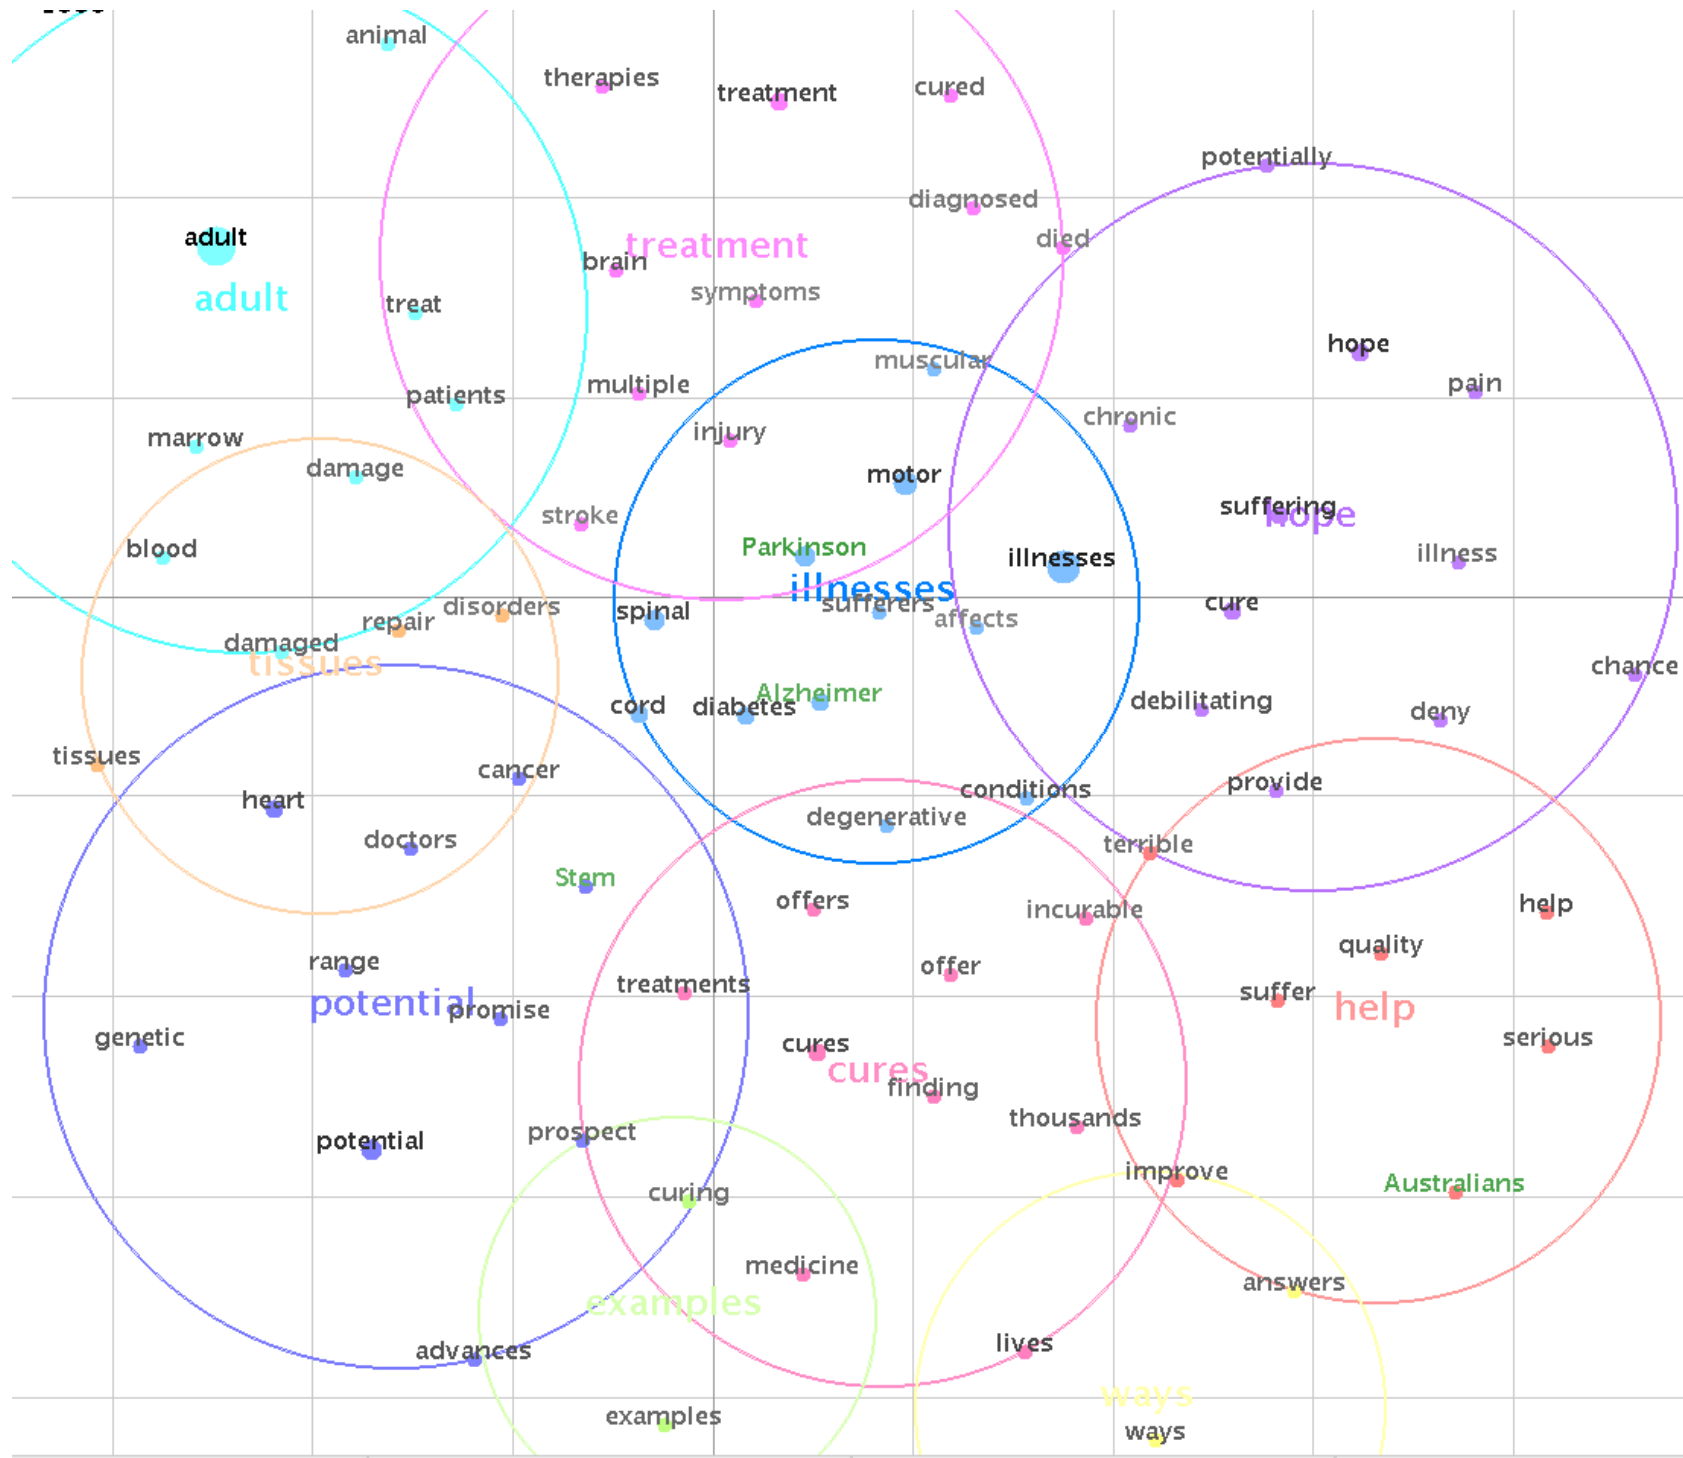 animal
therapies
treatment
cured
potentially
diagnosed
adult
died
treatment
brain
symptoms
adult
treat
hope
muscular
pain
multiple
patients
chronic
injury
marrow
damage
motor
suffering
hope
stroke
Parkinson
blood
illnesses
illness
illnesses
sufferers
cure
disorders
spinal
repair
affects
damaged
tissues
chance
Alzheimer
debilitating
cord
diabetes
deny
tissues
cancer
provide
conditions
heart
degenerative
doctors
terrible
Stem
offers
help
incurable
quality
range
offer
treatments
suffer
potential
promise
help
genetic
serious
cures
cures
finding
thousands
prospect
potential
improve
Australians
curing
medicine
answers
examples
lives
advances
ways
examples
ways